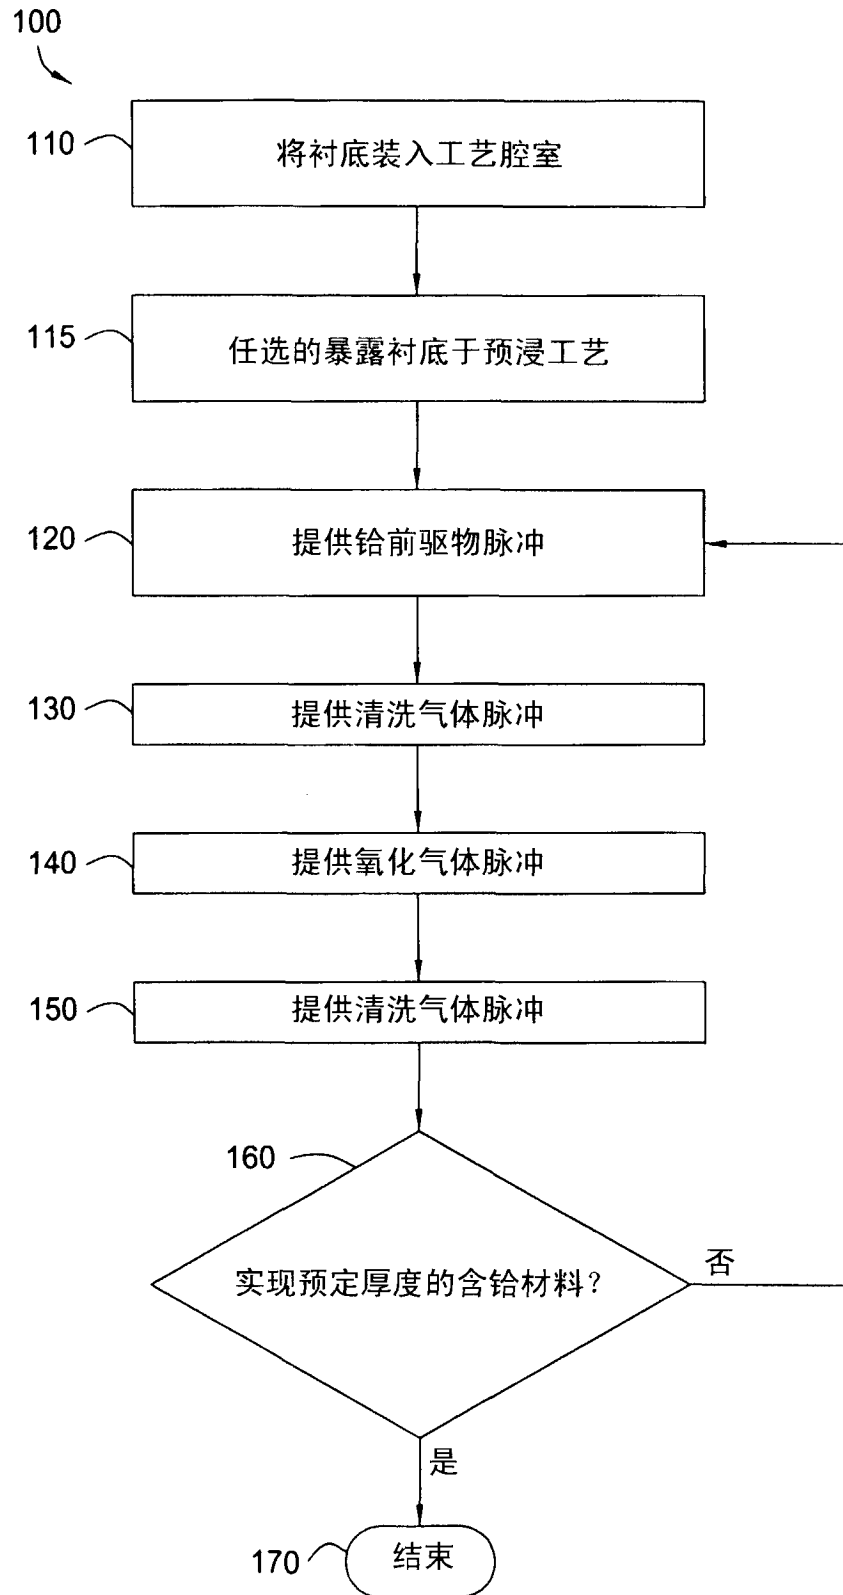 100
110
将衬底装入工艺腔室
115
任选的暴露衬底于预浸工艺
120
提供铪前驱物脉冲
130
提供清洗气体脉冲
140
提供氧化气体脉冲
150
提供清洗气体脉冲
160
实现预定厚度的含铪材料?
否
是
170
结束